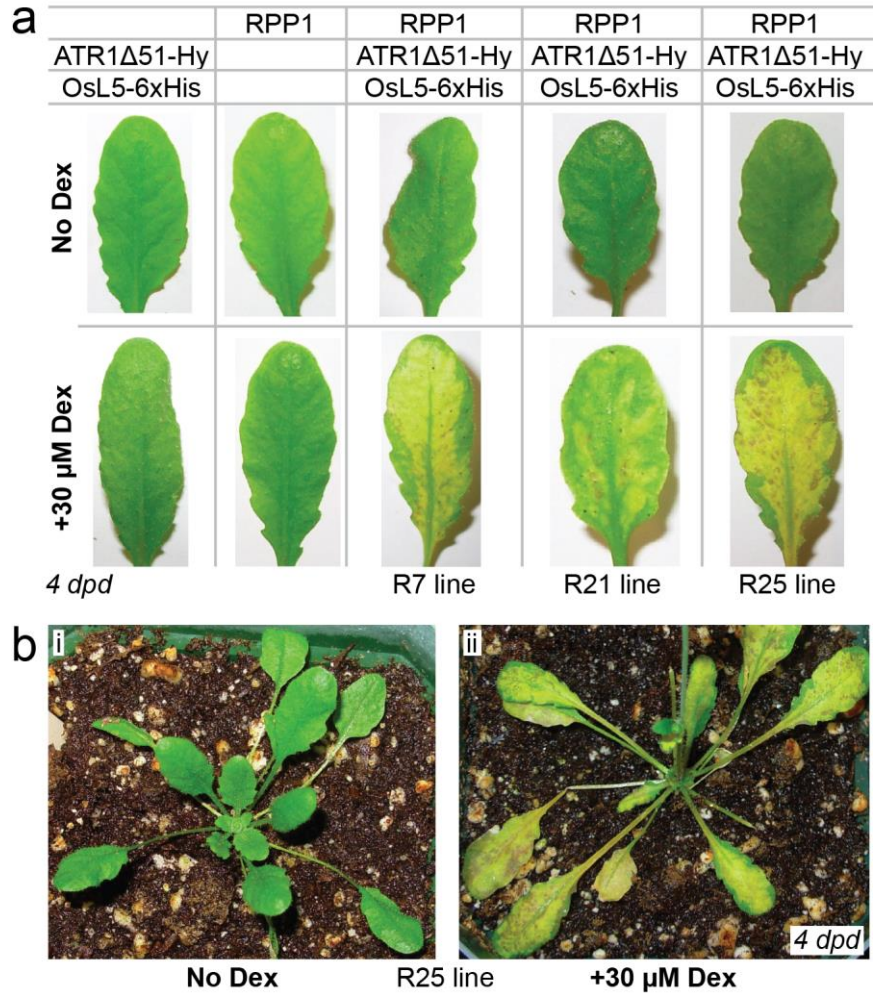 a
RPP1 RPP1 RPP1 RPP1
ATR1Δ51-Hy ATR1Δ51-Hy ATR1Δ51-Hy ATR1Δ51-Hy
OsL5-6xHis OsL5-6xHis OsL5-6xHis OsL5-6xHis
No Dex
+30 µM Dex
4 dpd R7 line R21 line R25 line
b
i ii
4 dpd
No Dex R25 line +30 µM Dex